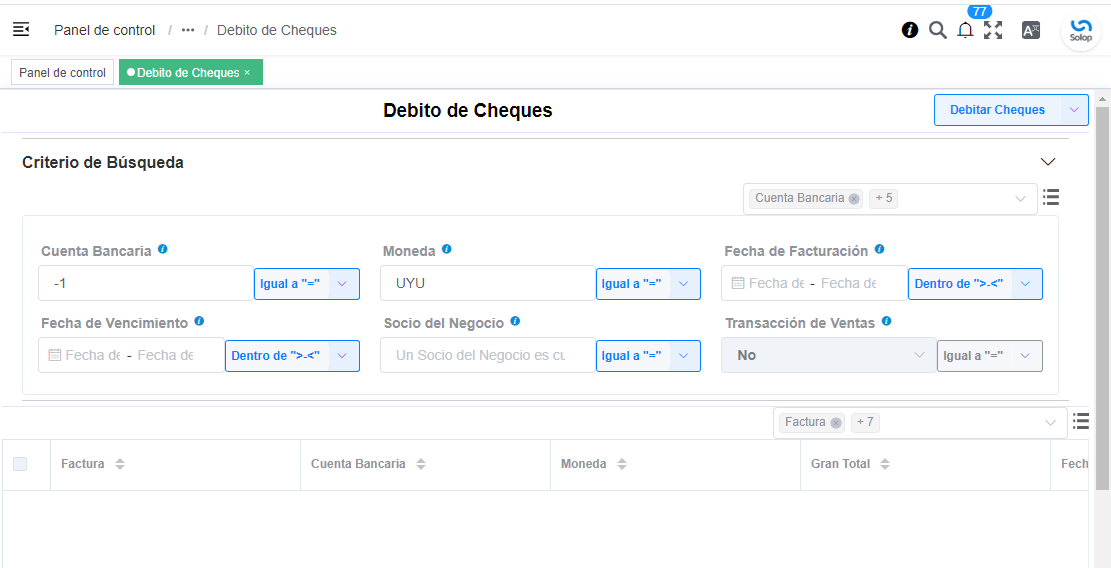 Panel de control / ••• / Debito de Cheques
77
Solop
Panel de control
Debito de Cheques ×
Debito de Cheques
Debitar Cheques
Criterio de Búsqueda
Cuenta Bancaria + 5
Cuenta Bancaria Moneda Fecha de Facturación
-1 Igual a "=" UYU Igual a "=" Fecha de - Fecha de Dentro de ">-<"
Fecha de Vencimiento Socio del Negocio Transacción de Ventas
Fecha de - Fecha de Dentro de ">-<" Un Socio del Negocio es cu Igual a "=" No Igual a "="
Factura + 7
Factura Cuenta Bancaria Moneda Gran Total Fech